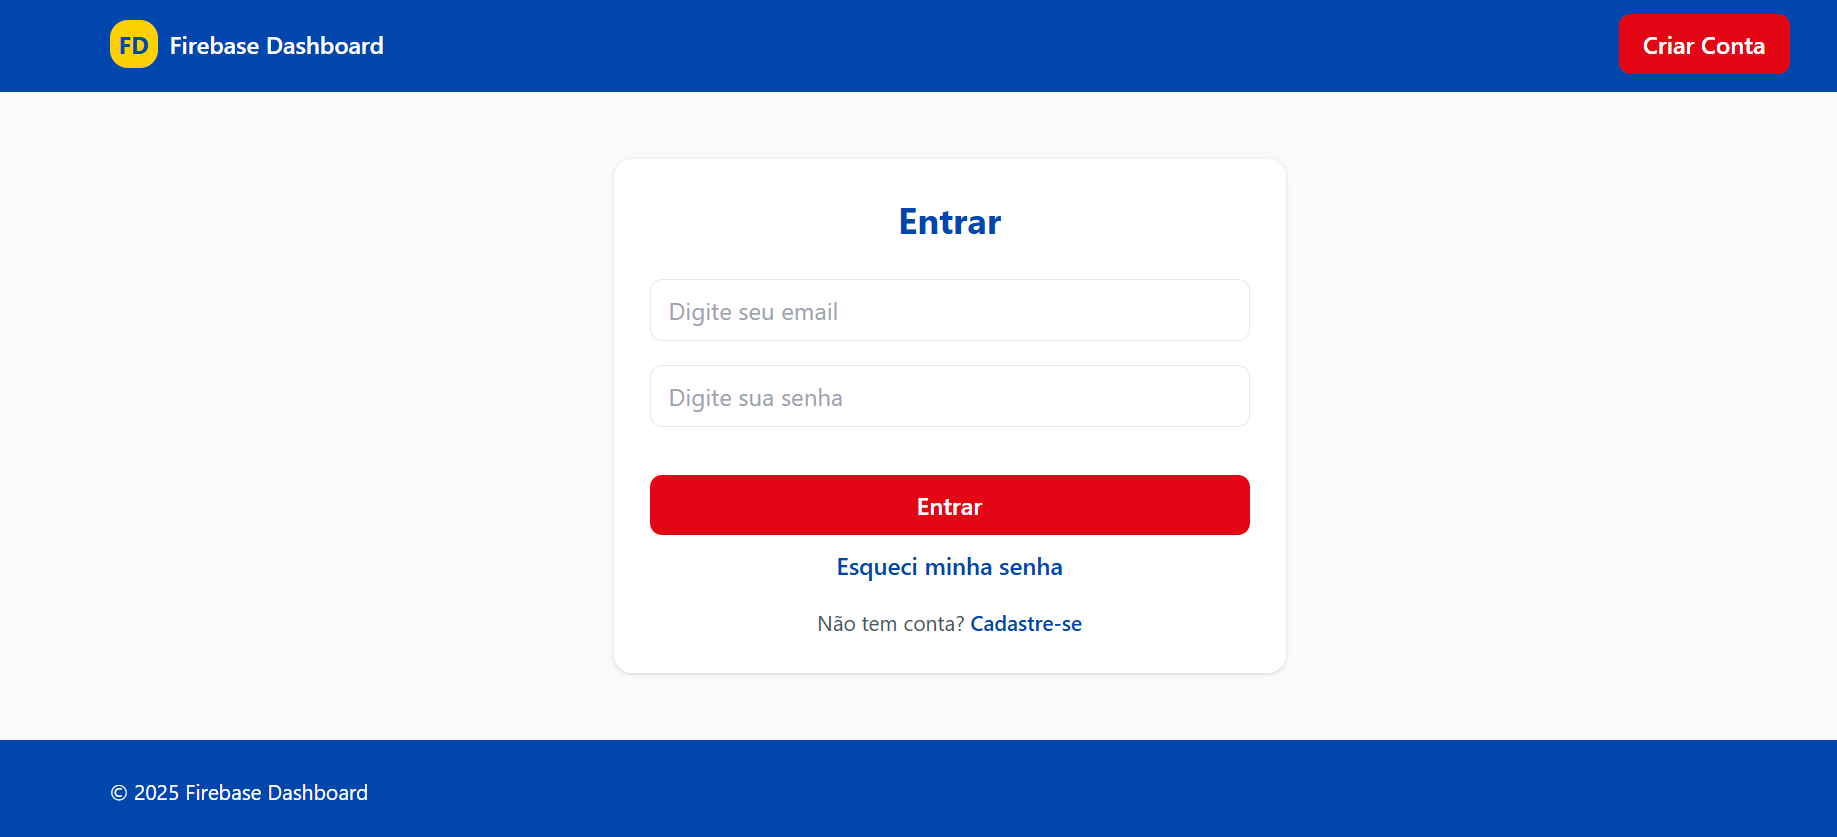 FD Firebase Dashboard
Criar Conta
Entrar
Digite seu email
Digite sua senha
Entrar
Esqueci minha senha
Não tem conta? Cadastre-se
© 2025 Firebase Dashboard